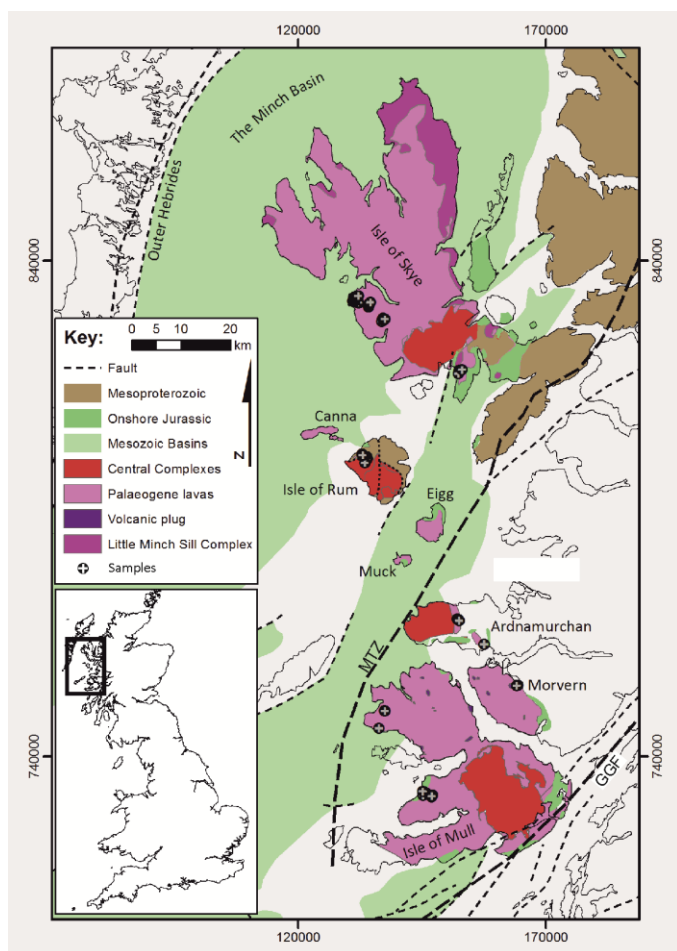 120000 170000
The Minch Basin
Outer Hebrides
Isle of Skye
840000 840000
Key:
0 10 20
km
Fault
Mesoproterozoic
Onshore Jurassic
Mesozoic Basins
Central Complexes
Palaeogene lavas
Volcanic plug
Little Minch Sill Complex
Samples
N
Canna
Isle of Rum
Eigg
Muck
Ardnamurchan
MTZ
Morvern
740000 740000
GGF
Isle of Mull
120000 170000